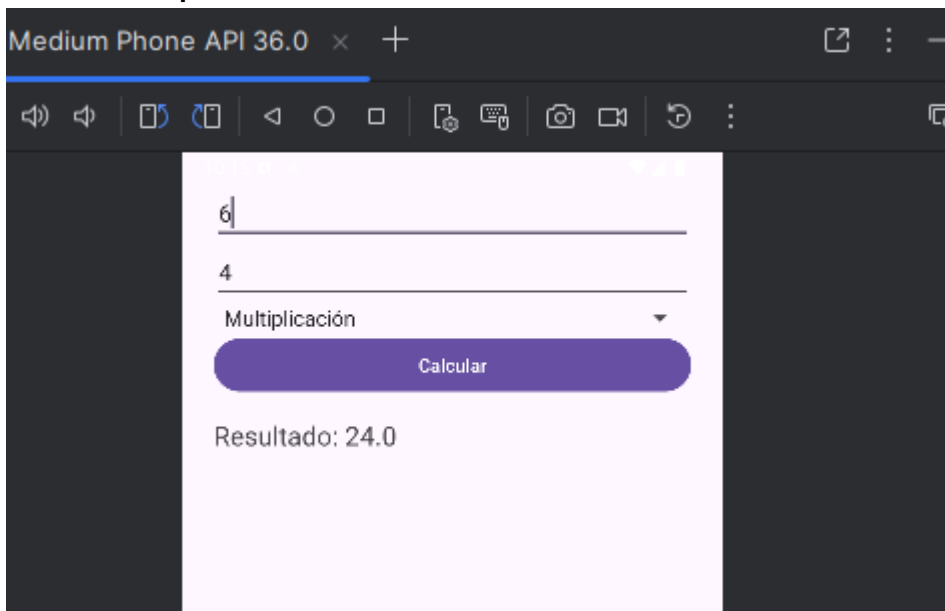 Medium Phone API 36.0
6
4
Multiplicación
Calcular
Resultado: 24.0